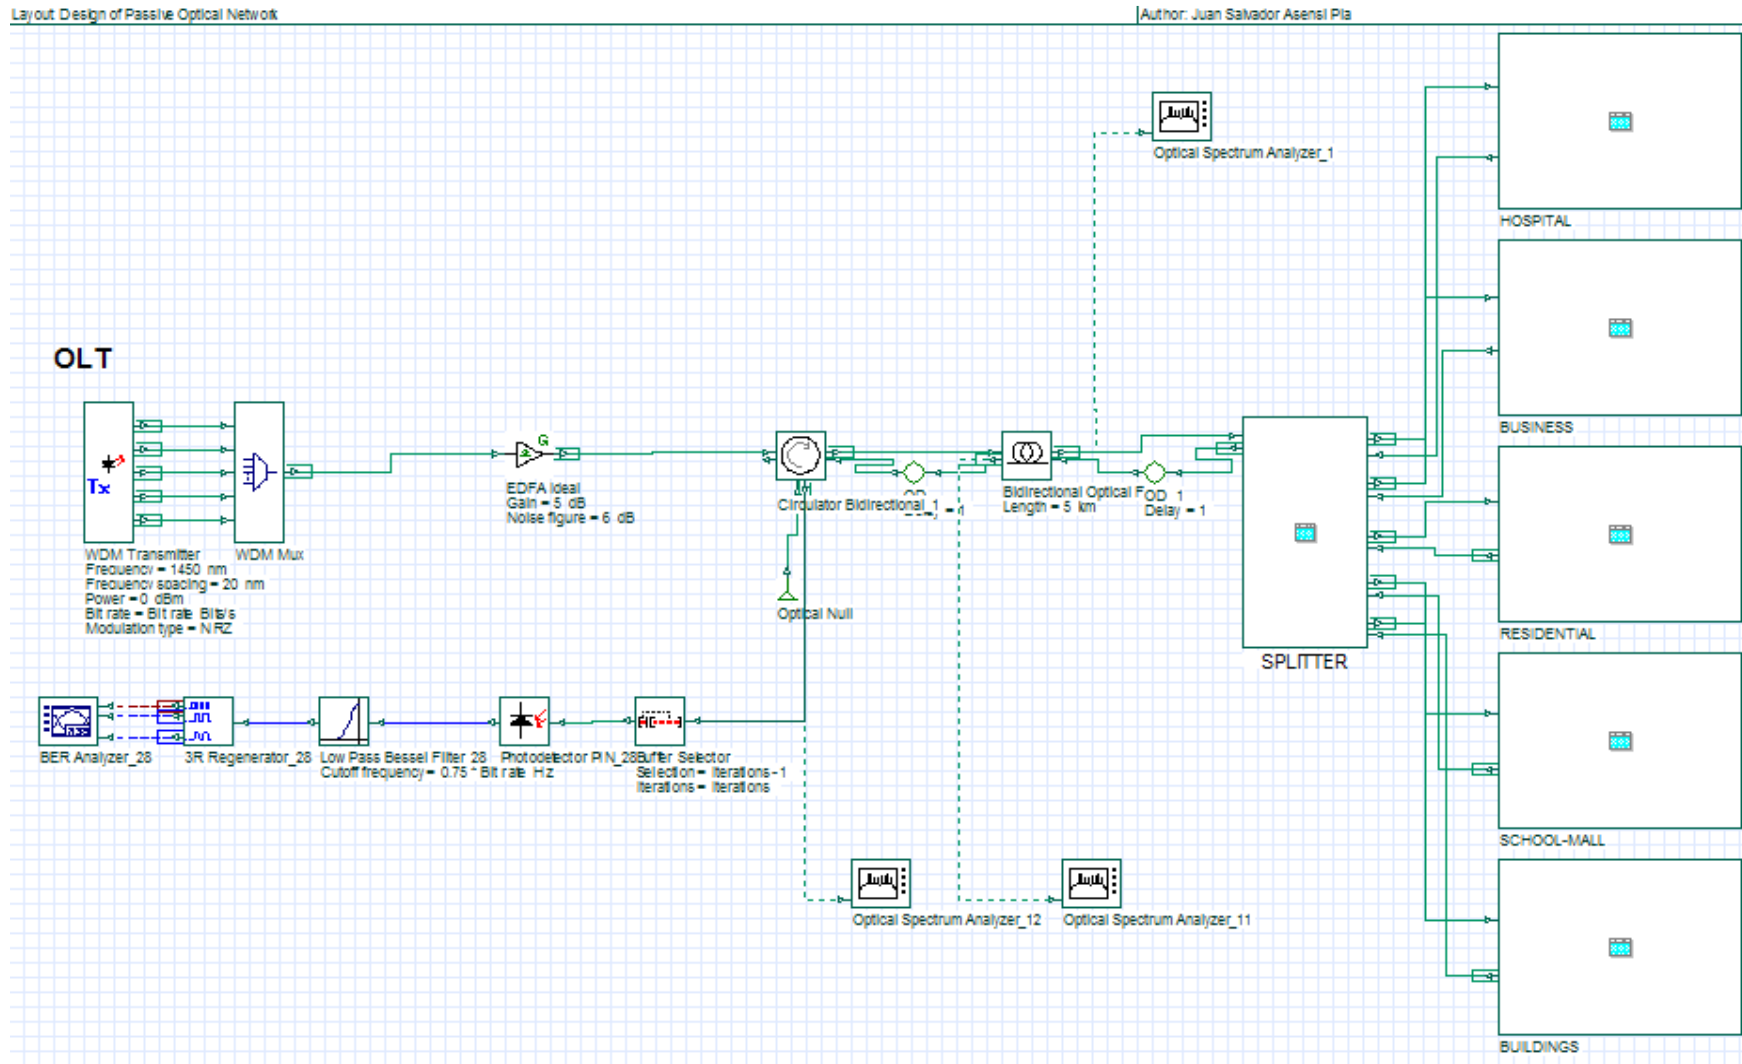 Layout Design of Passive Optical Network
Author: Juan Salvador Asensi Pla
Optical Spectrum Analyzer_1
HOSPITAL
BUSINESS
OLT
Tx
G
EDFA Ideal
Gain = 5 dB
Noise figure = 6 dB
Circulator Bidirectional_1
= 1
Bidirectional Optical F
Length = 5 km
OD_1
Delay = 1
WDM Transmitter
Frequency = 1450 nm
Frequency spacing = 20 nm
Power = 0 dBm
Bit rate = Bit rate Bits/s
Modulation type = NRZ
WDM Mux
Optical Null
RESIDENTIAL
SPLITTER
BER Analyzer_28
3R Regenerator_28
Low Pass Bessel Filter_28
Cutoff frequency = 0.75 * Bit rate Hz
Photodetector PIN_28
Buffer Selector
Selection = Iterations-1
Iterations = Iterations
SCHOOL-MALL
Optical Spectrum Analyzer_12
Optical Spectrum Analyzer_11
BUILDINGS